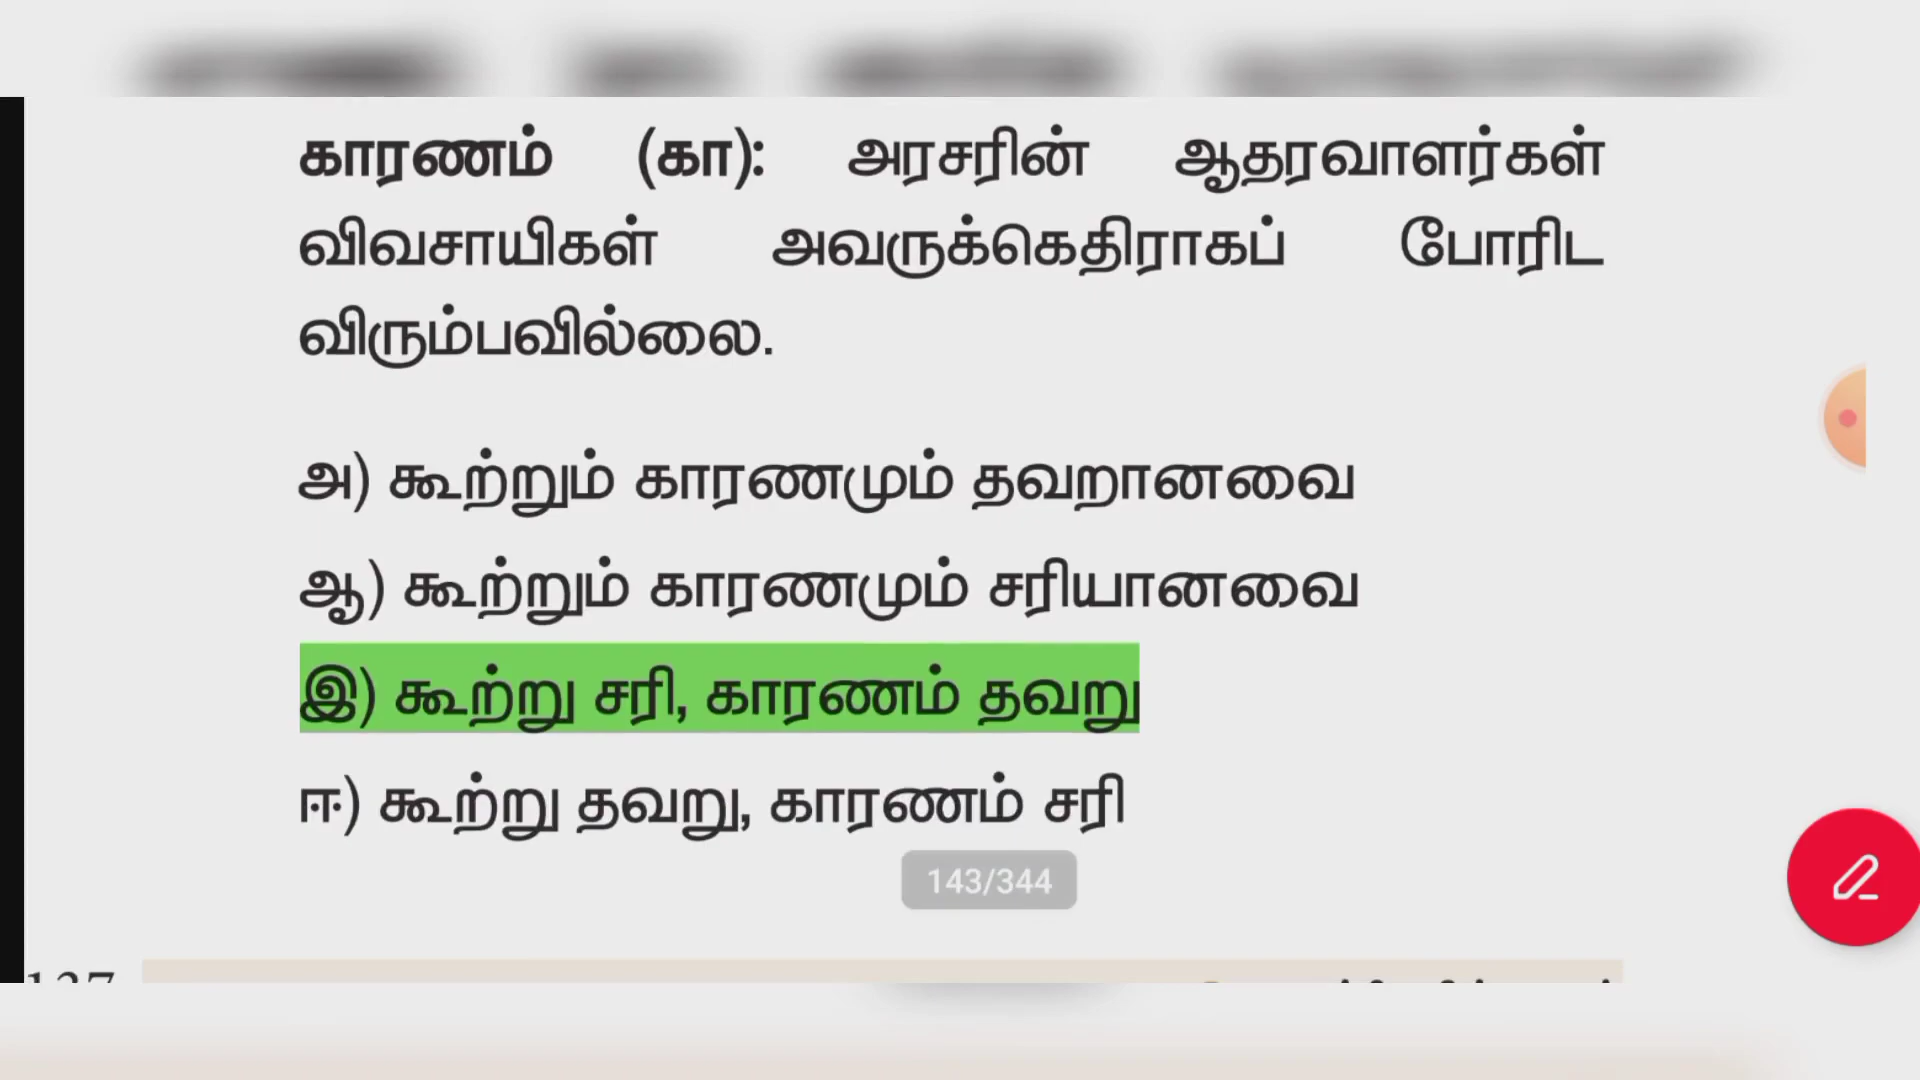 காரணம் (கா): அரசரின் ஆதரவாளர்கள்
விவசாயிகள் அவருக்கெதிராகப் போரிட
விரும்பவில்லை.
அ) கூற்றும் காரணமும் தவறானவை
ஆ) கூற்றும் காரணமும் சரியானவை
இ) கூற்று சரி, காரணம் தவறு
ஈ) கூற்று தவறு, காரணம் சரி
143/344
137